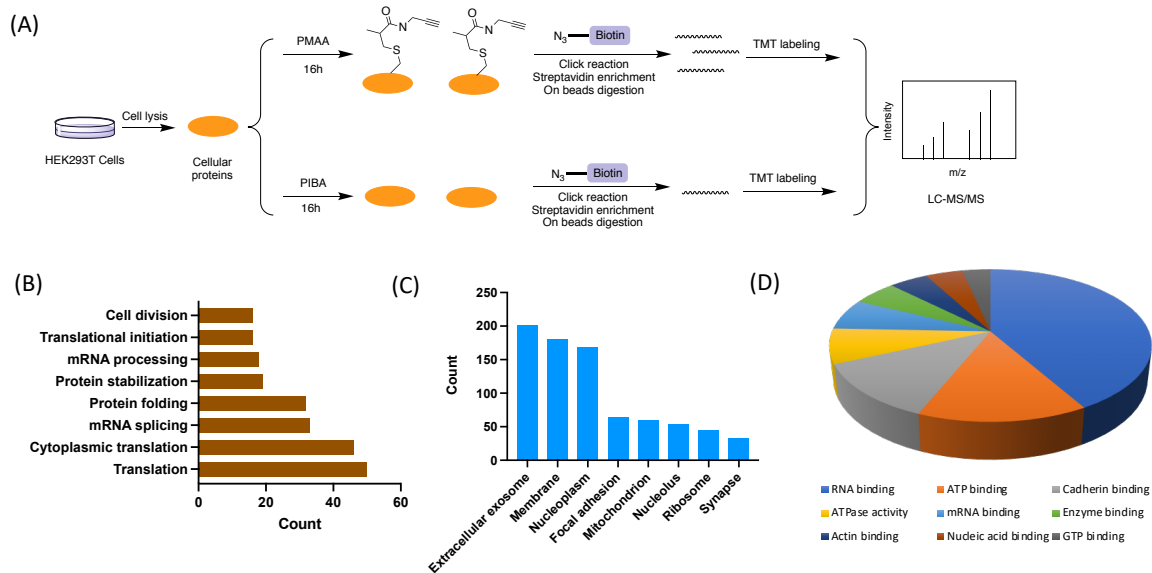 (A)
O
N
S
O
N
S
PMAA
16h
N3
Biotin
Click reaction
Streptavidin enrichment
On beads digestion
TMT labeling
Cell lysis
HEK293T Cells
Cellular
proteins
PIBA
16h
N3
Biotin
Click reaction
Streptavidin enrichment
On beads digestion
TMT labeling
Intensity
m/z
LC-MS/MS
(B)
Cell division
Translational initiation
mRNA processing
Protein stabilization
Protein folding
mRNA splicing
Cytoplasmic translation
Translation
0 20 40 60
Count
(C)
Count
250
200
150
100
50
0
Extracellular exosome
Membrane
Nucleoplasm
Focal adhesion
Mitochondrion
Nucleolus
Ribosome
Synapse
(D)
RNA binding ATP binding Cadherin binding
ATPase activity mRNA binding Enzyme binding
Actin binding Nucleic acid binding GTP binding